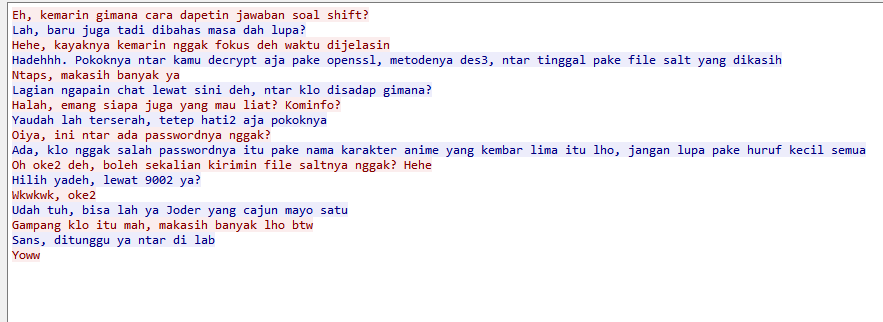 Eh, kemarin gimana cara dapetin jawaban soal shift?
Lah, baru juga tadi dibahas masa dah lupa?
Hehe, kayaknya kemarin nggak fokus deh waktu dijelasin
Hadehhh. Pokoknya ntar kamu decrypt aja pake openssl, metodenya des3, ntar tinggal pake file salt yang dikasih
Ntaps, makasih banyak ya
Lagian ngapain chat lewat sini deh, ntar klo disadap gimana?
Halah, emang siapa juga yang mau liat? Kominfo?
Yaudah lah terserah, tetep hati2 aja pokoknya
Oiya, ini ntar ada passwordnya nggak?
Ada, klo nggak salah passwordnya itu pake nama karakter anime yang kembar lima itu lho, jangan lupa pake huruf kecil semua
Oh oke2 deh, boleh sekalian kirimin file saltnya nggak? Hehe
Hilih yadeh, lewat 9002 ya?
Wkwkwk, oke2
Udah tuh, bisa lah ya Joder yang cajun mayo satu
Gampang klo itu mah, makasih banyak lho btw
Sans, ditunggu ya ntar di lab
Yoww